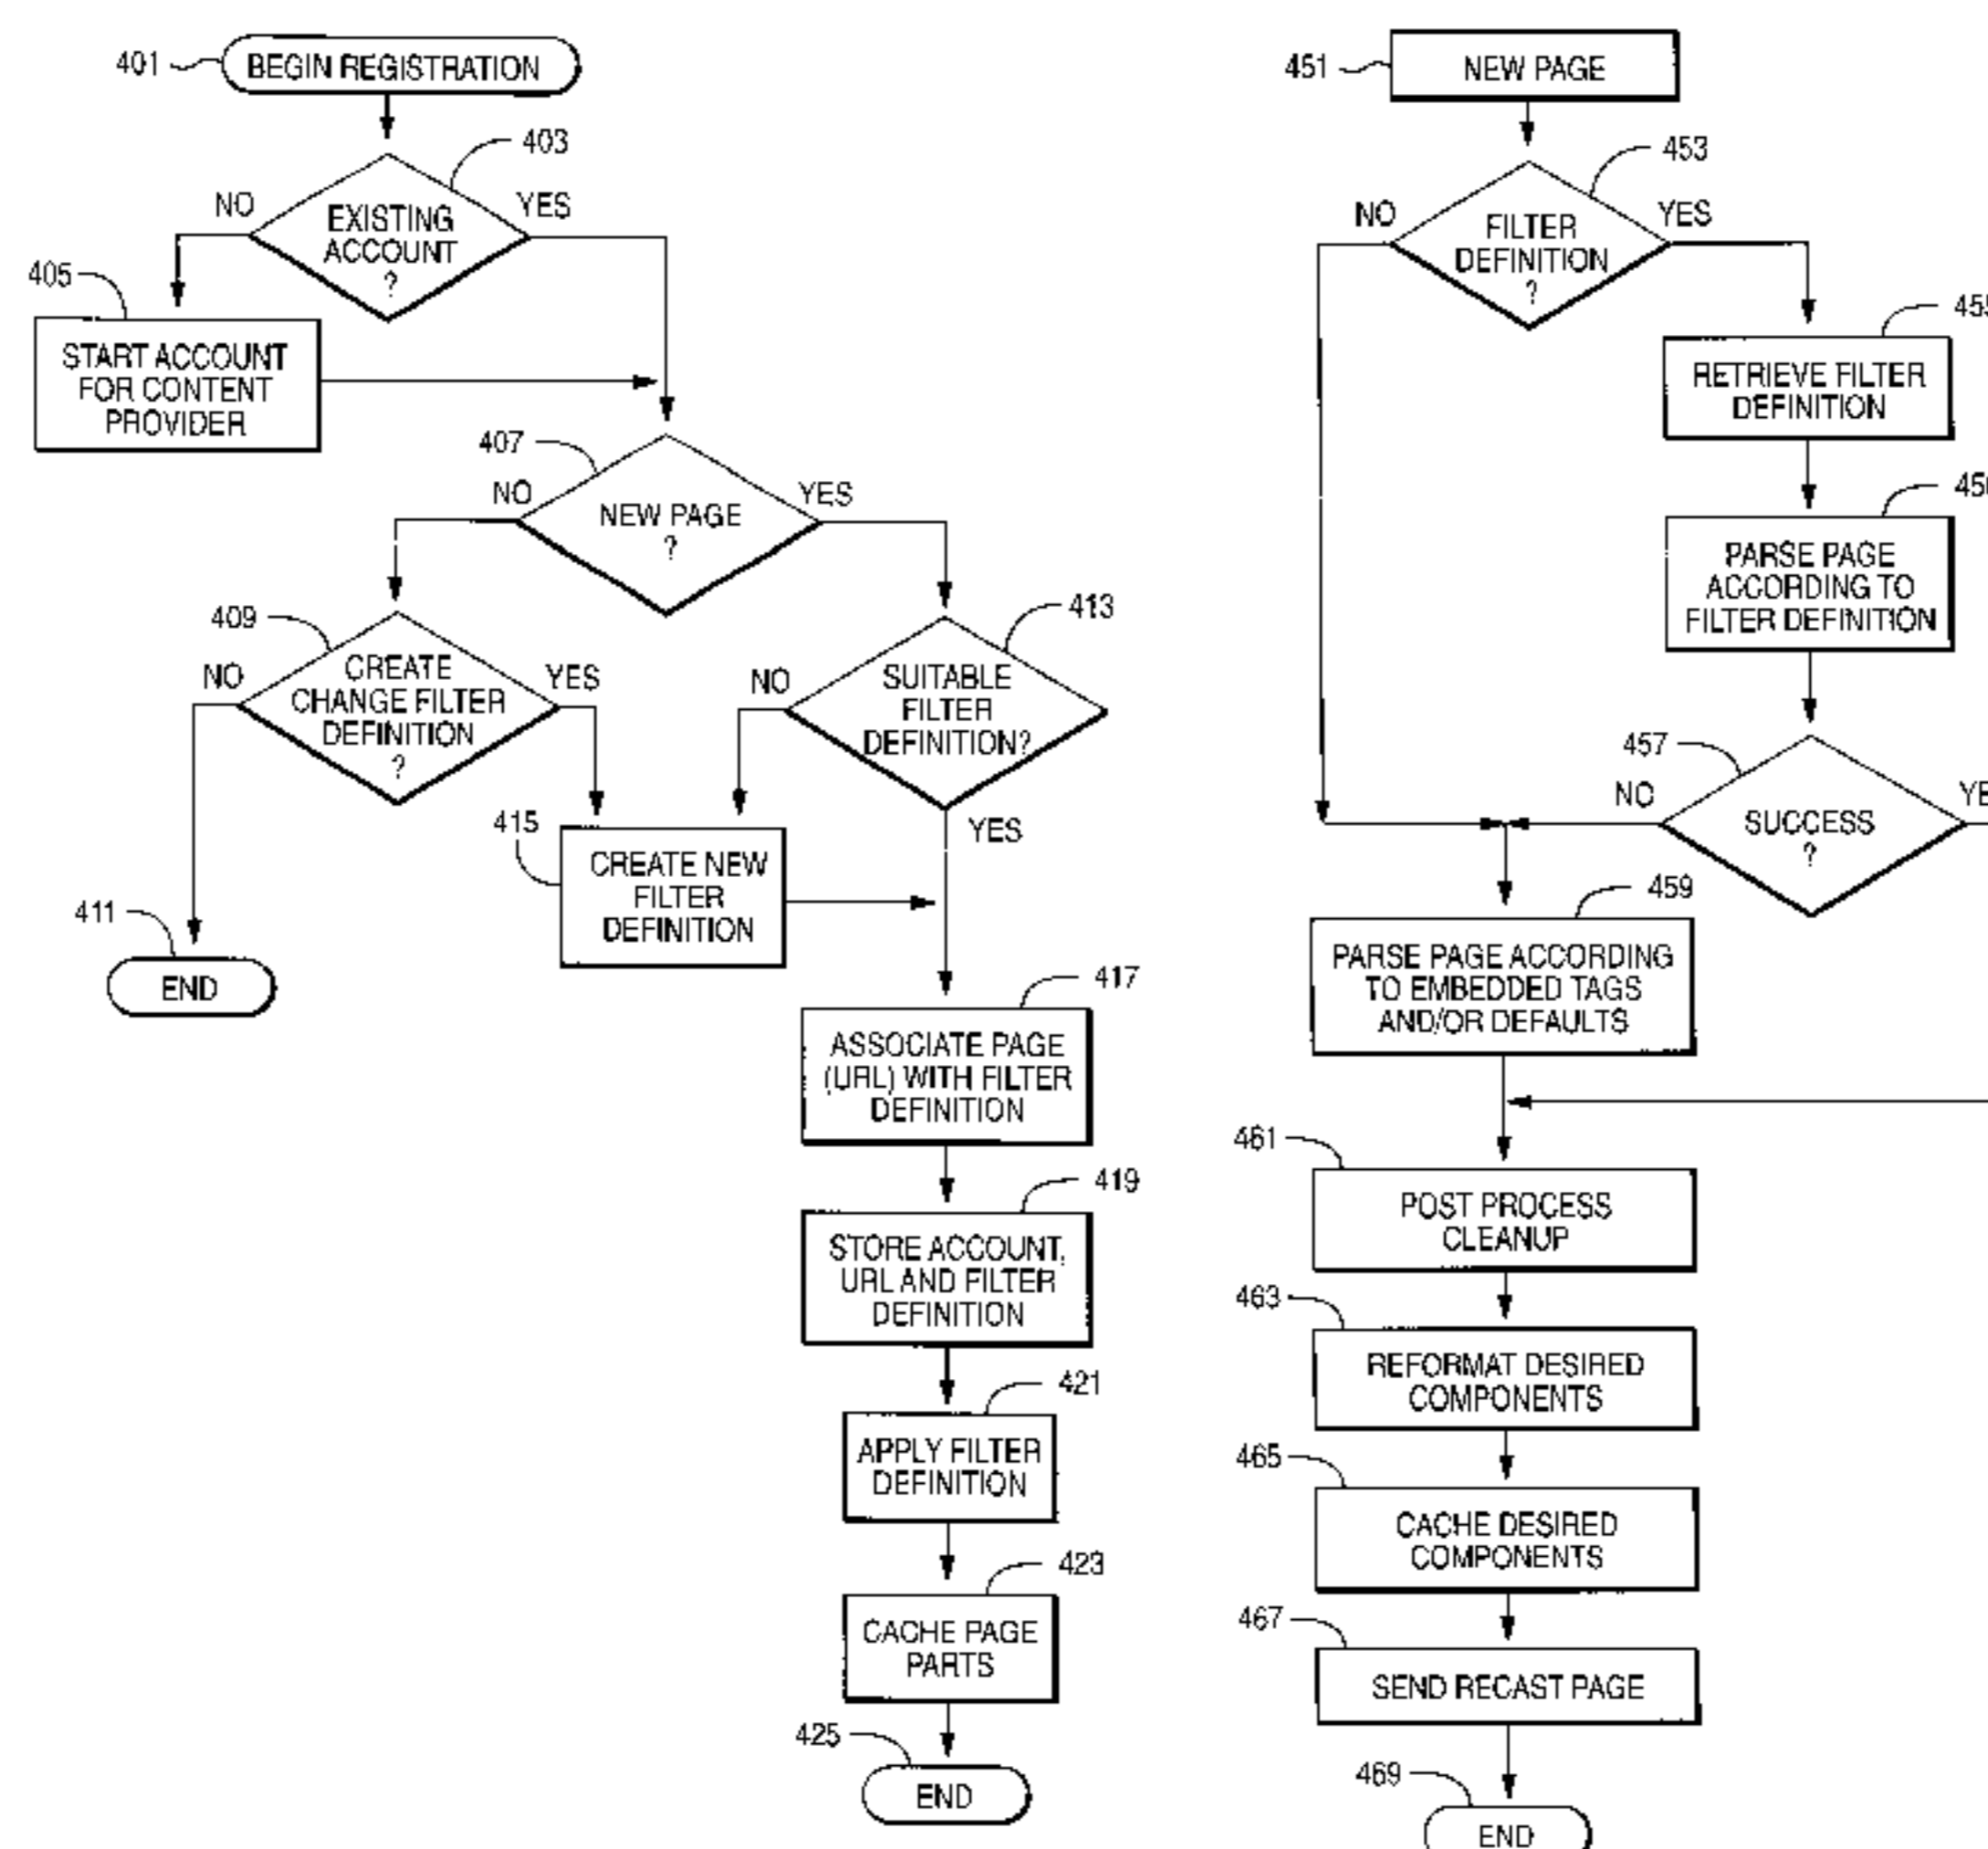 401
BEGIN REGISTRATION
403
NO
YES
EXISTING
ACCOUNT
?
405
START ACCOUNT
FOR CONTENT
PROVIDER
407
NO
YES
NEW PAGE
?
409
NO
YES
CREATE
CHANGE FILTER
DEFINITION
?
413
NO
SUITABLE
FILTER
DEFINITION?
YES
411
END
415
CREATE NEW
FILTER
DEFINITION
417
ASSOCIATE PAGE
(URL) WITH FILTER
DEFINITION
419
STORE ACCOUNT,
URL AND FILTER
DEFINITION
421
APPLY FILTER
DEFINITION
423
CACHE PAGE
PARTS
425
END
451
NEW PAGE
453
NO
YES
FILTER
DEFINITION
?
RETRIEVE FILTER
DEFINITION
PARSE PAGE
ACCORDING TO
FILTER DEFINITION
457
NO
SUCCESS
?
459
PARSE PAGE ACCORDING
TO EMBEDDED TAGS
AND/OR DEFAULTS
461
POST PROCESS
CLEANUP
463
REFORMAT DESIRED
COMPONENTS
465
CACHE DESIRED
COMPONENTS
467
SEND RECAST PAGE
469
END